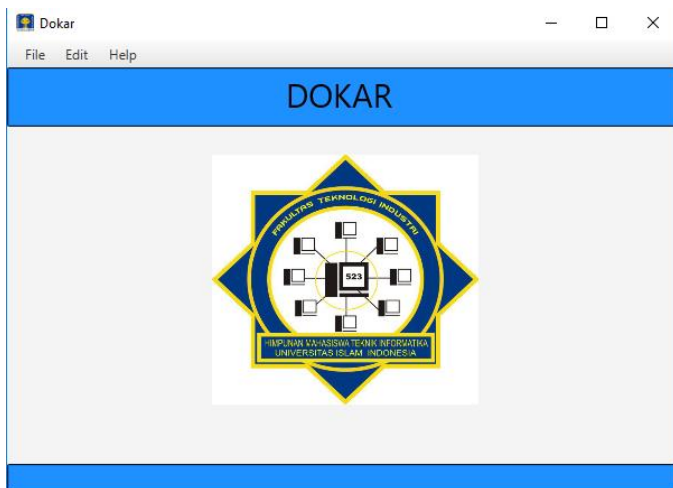 Dokar
File Edit Help
DOKAR
FAKULTAS TEKNOLOGI INDUSTRI
523
HIMPUNAN MAHASISWA TEKNIK INFORMATIKA
UNIVERSITAS ISLAM INDONESIA